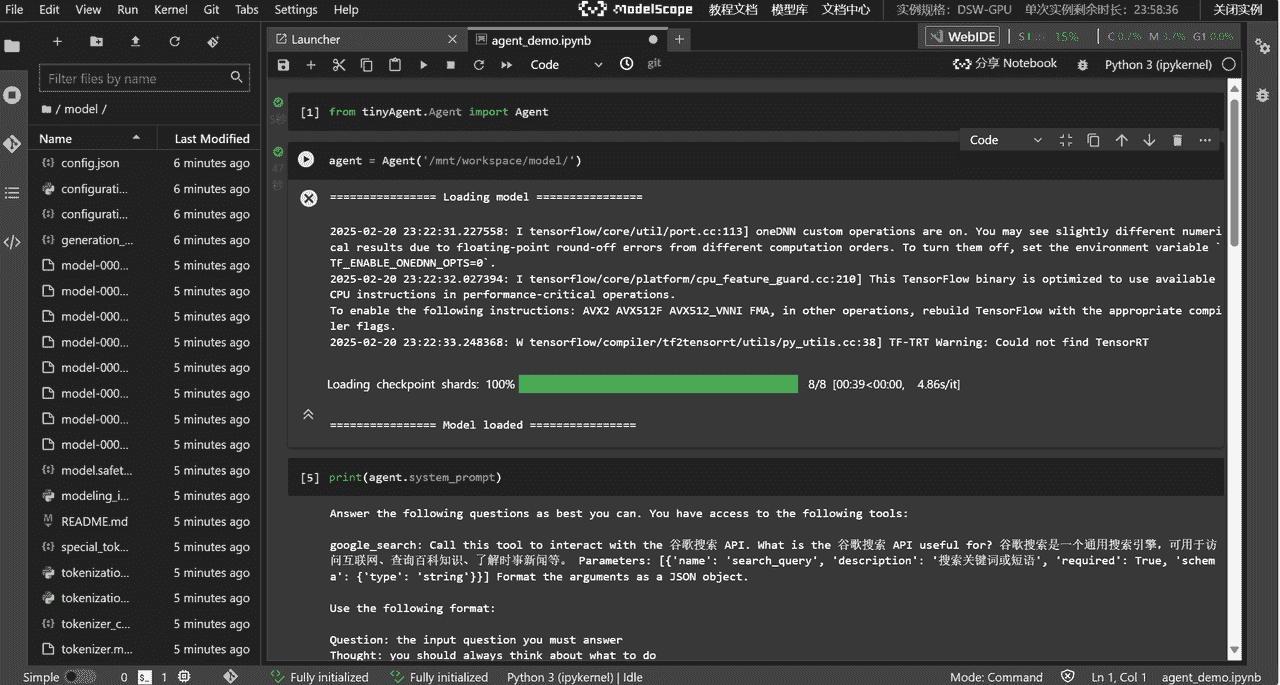 File Edit View Run Kernel Git Tabs Settings Help
ModelScope 教程文档 模型库 文档中心 实例规格：DSW-GPU 单次实例剩余时长：23:58:36 关闭实例
Launcher
agent_demo.ipynb
WebIDE
15%
Filter files by name
Code
git
分享 Notebook
Python 3 (ipykernel)
/ model /
Name Last Modified
config.json 6 minutes ago
configurati... 6 minutes ago
configurati... 6 minutes ago
generation_... 6 minutes ago
model-000... 5 minutes ago
model-000... 5 minutes ago
model-000... 5 minutes ago
model-000... 5 minutes ago
model-000... 5 minutes ago
model-000... 5 minutes ago
model-000... 5 minutes ago
model-000... 5 minutes ago
model.safet... 5 minutes ago
modeling_i... 5 minutes ago
README.md 5 minutes ago
special_tok... 5 minutes ago
tokenizatio... 5 minutes ago
tokenizatio... 5 minutes ago
tokenizer_c... 5 minutes ago
tokenizer.m... 5 minutes ago
[1] from tinyAgent.Agent import Agent
Code
agent = Agent('/mnt/workspace/model/')
================ Loading model ================
2025-02-20 23:22:31.227558: I tensorflow/core/util/port.cc:113] oneDNN custom operations are on. You may see slightly different numeri
cal results due to floating-point round-off errors from different computation orders. To turn them off, set the environment variable `
TF_ENABLE_ONEDNN_OPTS=0`.
2025-02-20 23:22:32.027394: I tensorflow/core/platform/cpu_feature_guard.cc:210] This TensorFlow binary is optimized to use available
CPU instructions in performance-critical operations.
To enable the following instructions: AVX2 AVX512F AVX512_VNNI FMA, in other operations, rebuild TensorFlow with the appropriate compi
ler flags.
2025-02-20 23:22:33.248368: W tensorflow/compiler/tf2tensorrt/utils/py_utils.cc:38] TF-TRT Warning: Could not find TensorRT
Loading checkpoint shards: 100% 8/8 [00:39<00:00, 4.86s/it]
================ Model loaded ================
[5] print(agent.system_prompt)
Answer the following questions as best you can. You have access to the following tools:
google_search: Call this tool to interact with the 谷歌搜索 API. What is the 谷歌搜索 API useful for? 谷歌搜索是一个通用搜索引擎，可用于访
问互联网、查询百科知识、了解时事新闻等。 Parameters: [{'name': 'search_query', 'description': '搜索关键词或短语', 'required': True, 'schem
a': {'type': 'string'}}] Format the arguments as a JSON object.
Use the following format:
Question: the input question you must answer
Thought: you should always think about what to do
Simple 0 1 Fully initialized Fully initialized Python 3 (ipykernel) | Idle Mode: Command Ln 1, Col 1 agent_demo.ipynb